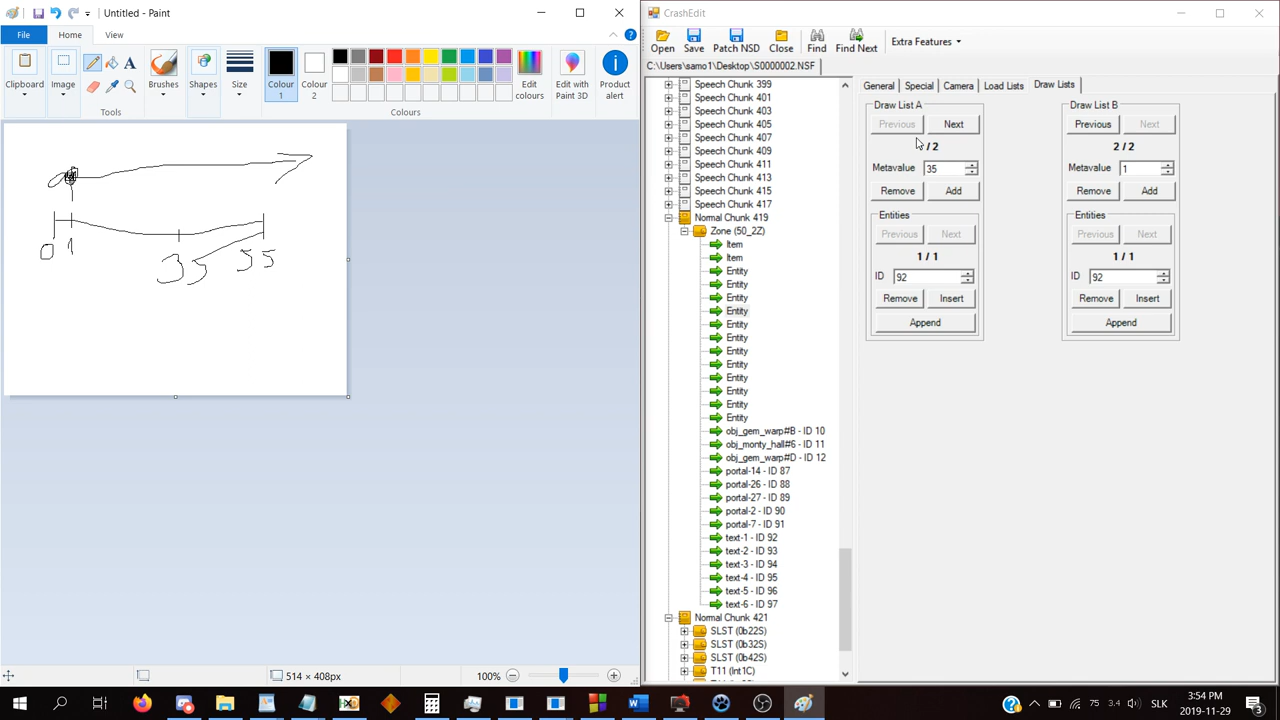 Untitled - Paint
File
Home
View
Clipboard
Image
Tools
Brushes
Shapes
Size
Colour 1
Colour 2
Colours
Edit colours
Edit with Paint 3D
Product alert
0 1 35 55
514 × 408px
100%
CrashEdit
Open
Save
Patch NSD
Close
Find
Find Next
Extra Features
C:\Users\samo1\Desktop\S0000002.NSF
Speech Chunk 399
Speech Chunk 401
Speech Chunk 403
Speech Chunk 405
Speech Chunk 407
Speech Chunk 409
Speech Chunk 411
Speech Chunk 413
Speech Chunk 415
Speech Chunk 417
Normal Chunk 419
Zone (50_2Z)
Item
Item
Entity
Entity
Entity
Entity
Entity
Entity
Entity
Entity
Entity
Entity
Entity
Entity
obj_gem_warp#B - ID 10
obj_monty_hall#6 - ID 11
obj_gem_warp#D - ID 12
portal-14 - ID 87
portal-26 - ID 88
portal-27 - ID 89
portal-2 - ID 90
portal-7 - ID 91
text-1 - ID 92
text-2 - ID 93
text-3 - ID 94
text-4 - ID 95
text-5 - ID 96
text-6 - ID 97
Normal Chunk 421
SLST (0b22S)
SLST (0b32S)
SLST (0b42S)
T11 (Int1C)
General
Special
Camera
Load Lists
Draw Lists
Draw List A
Previous
Next
/ 2
Metavalue 35
Remove
Add
Entities
Previous
Next
1 / 1
ID 92
Remove
Insert
Append
Draw List B
Previous
Next
2 / 2
Metavalue 1
Remove
Add
Entities
Previous
Next
1 / 1
ID 92
Remove
Insert
Append
75
3.4
SLK
3:54 PM
2019-11-29
3